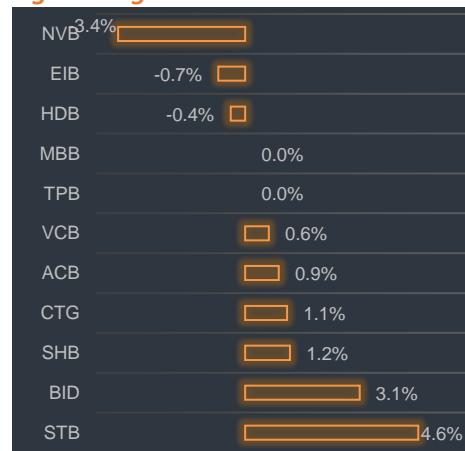 NVB 3.4%
EIB -0.7%
HDB -0.4%
MBB 0.0%
TPB 0.0%
VCB 0.6%
ACB 0.9%
CTG 1.1%
SHB 1.2%
BID 3.1%
STB 4.6%